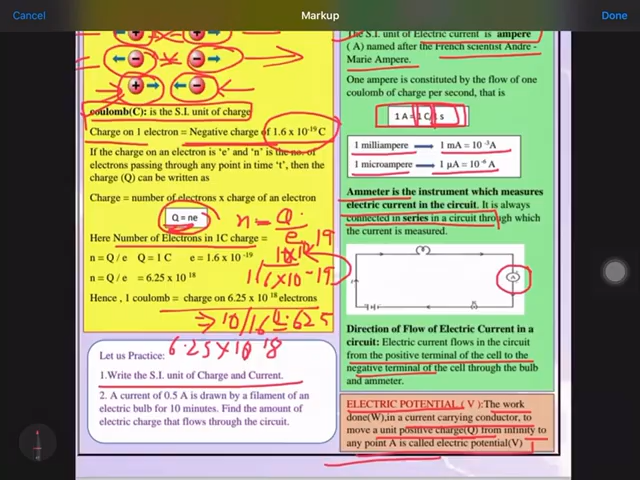 Cancel
Markup
Done
coulomb(C): is the S.I. unit of charge
Charge on 1 electron = Negative charge of 1.6 x 10⁻¹⁹ C
If the charge on an electron is 'e' and 'n' is the no. of
electrons passing through any point in time 't', then the
charge (Q) can be written as
Charge = number of electrons x charge of an electron
Q = ne
n = Q/e
Here Number of Electrons in 1C charge =
n = Q/e Q = 1 C e = 1.6 x 10⁻¹⁹
n = Q / e = 6.25 x 10¹⁸
Hence , 1 coulomb = charge on 6.25 x 10¹⁸ electrons
6.25 x 10 18
Let us Practice:
1.Write the S.I. unit of Charge and Current.
2. A current of 0.5 A is drawn by a filament of an
electric bulb for 10 minutes. Find the amount of
electric charge that flows through the circuit.
The S.I. unit of Electric current is ampere
( A) named after the French scientist Andre -
Marie Ampere.
One ampere is constituted by the flow of one
coulomb of charge per second, that is
1 A = 1 C/1 s
1 milliampere 1 mA = 10⁻³A
1 microampere 1 µA = 10⁻⁶ A
Ammeter is the instrument which measures
electric current in the circuit. It is always
connected in series in a circuit through which
the current is measured.
A
Direction of Flow of Electric Current in a
circuit: Electric current flows in the circuit
from the positive terminal of the cell to the
negative terminal of the cell through the bulb
and ammeter.
ELECTRIC POTENTIAL ( V ) :The work
done(W),in a current carrying conductor, to
move a unit positive charge(Q) from infinity to
any point A is called electric potential(V)